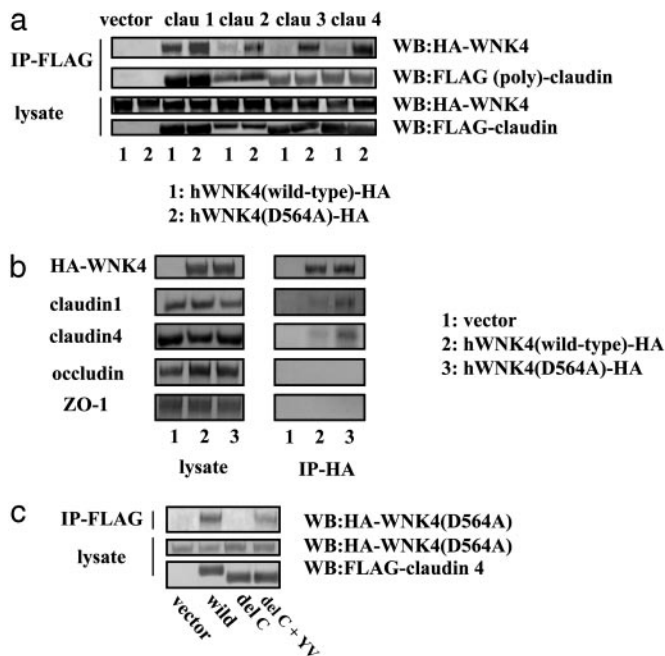 a
vector clau 1 clau 2 clau 3 clau 4
IP-FLAG
WB:HA-WNK4
WB:FLAG (poly)-claudin
lysate
WB:HA-WNK4
WB:FLAG-claudin
1 2 1 2 1 2 1 2 1 2
1: hWNK4(wild-type)-HA
2: hWNK4(D564A)-HA
b
HA-WNK4
claudin1
claudin4
occludin
ZO-1
1 2 3 1 2 3
lysate IP-HA
1: vector
2: hWNK4(wild-type)-HA
3: hWNK4(D564A)-HA
c
IP-FLAG
WB:HA-WNK4(D564A)
lysate
WB:HA-WNK4(D564A)
WB:FLAG-claudin 4
vector wild del C del C + YV